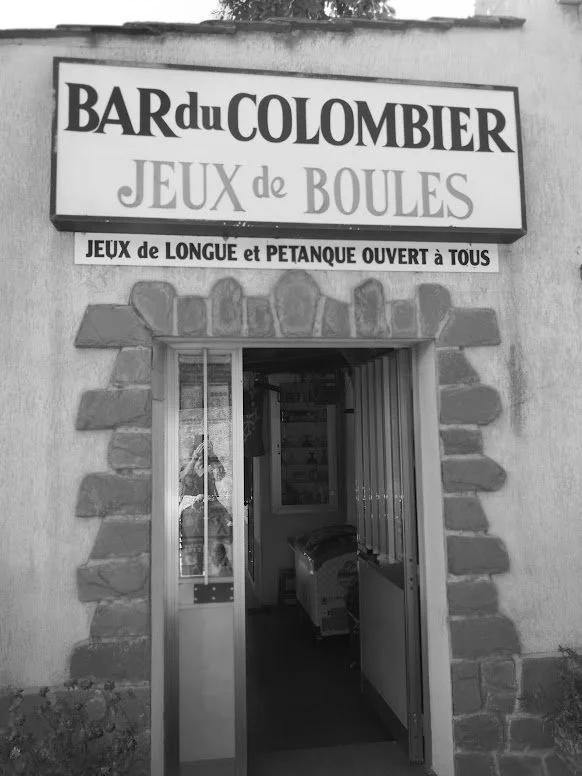 BAR du COLOMBIER
JEUX de BOULES
JEUX de LONGUE et PETANQUE OUVERT à TOUS